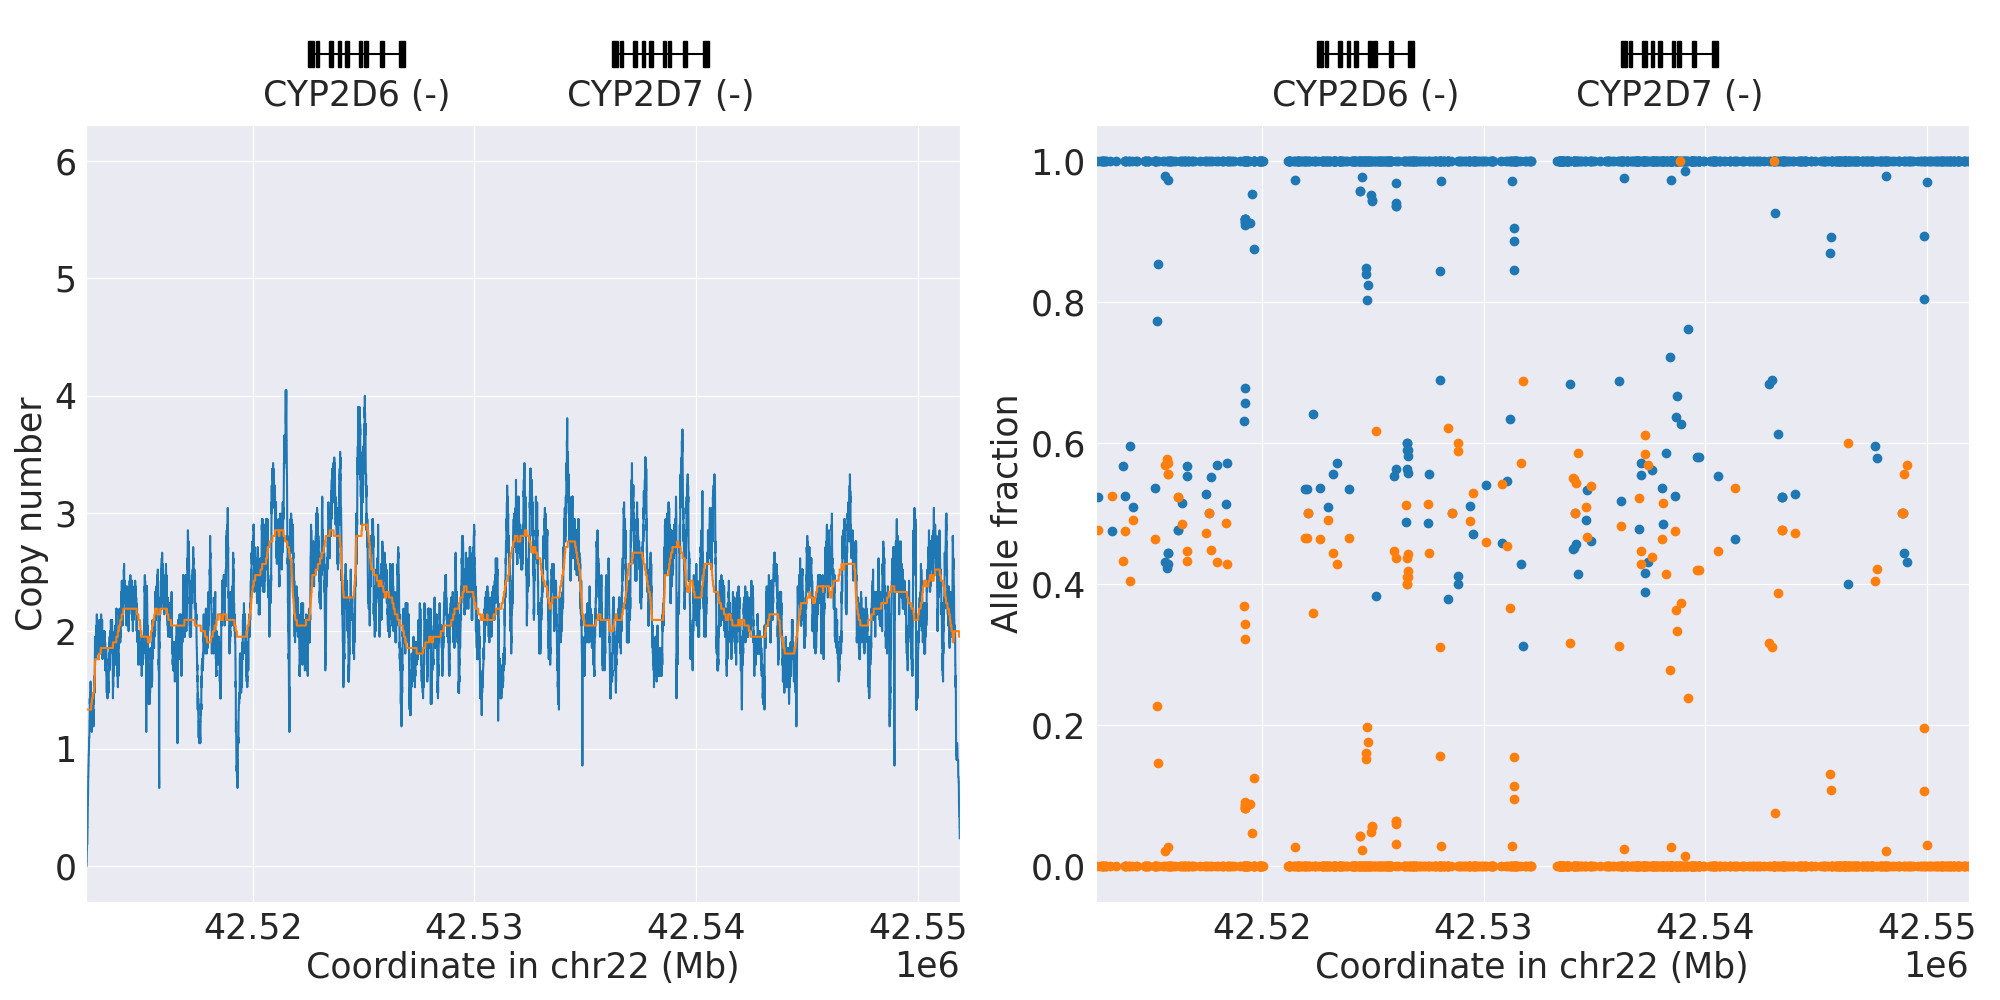 CYP2D6 (-) CYP2D7 (-)
6
5
4
3
2
1
0
Copy number
42.52 42.53 42.54 42.55
Coordinate in chr22 (Mb) 1e6
CYP2D6 (-) CYP2D7 (-)
1.0
0.8
0.6
0.4
0.2
0.0
Allele fraction
42.52 42.53 42.54 42.55
Coordinate in chr22 (Mb) 1e6